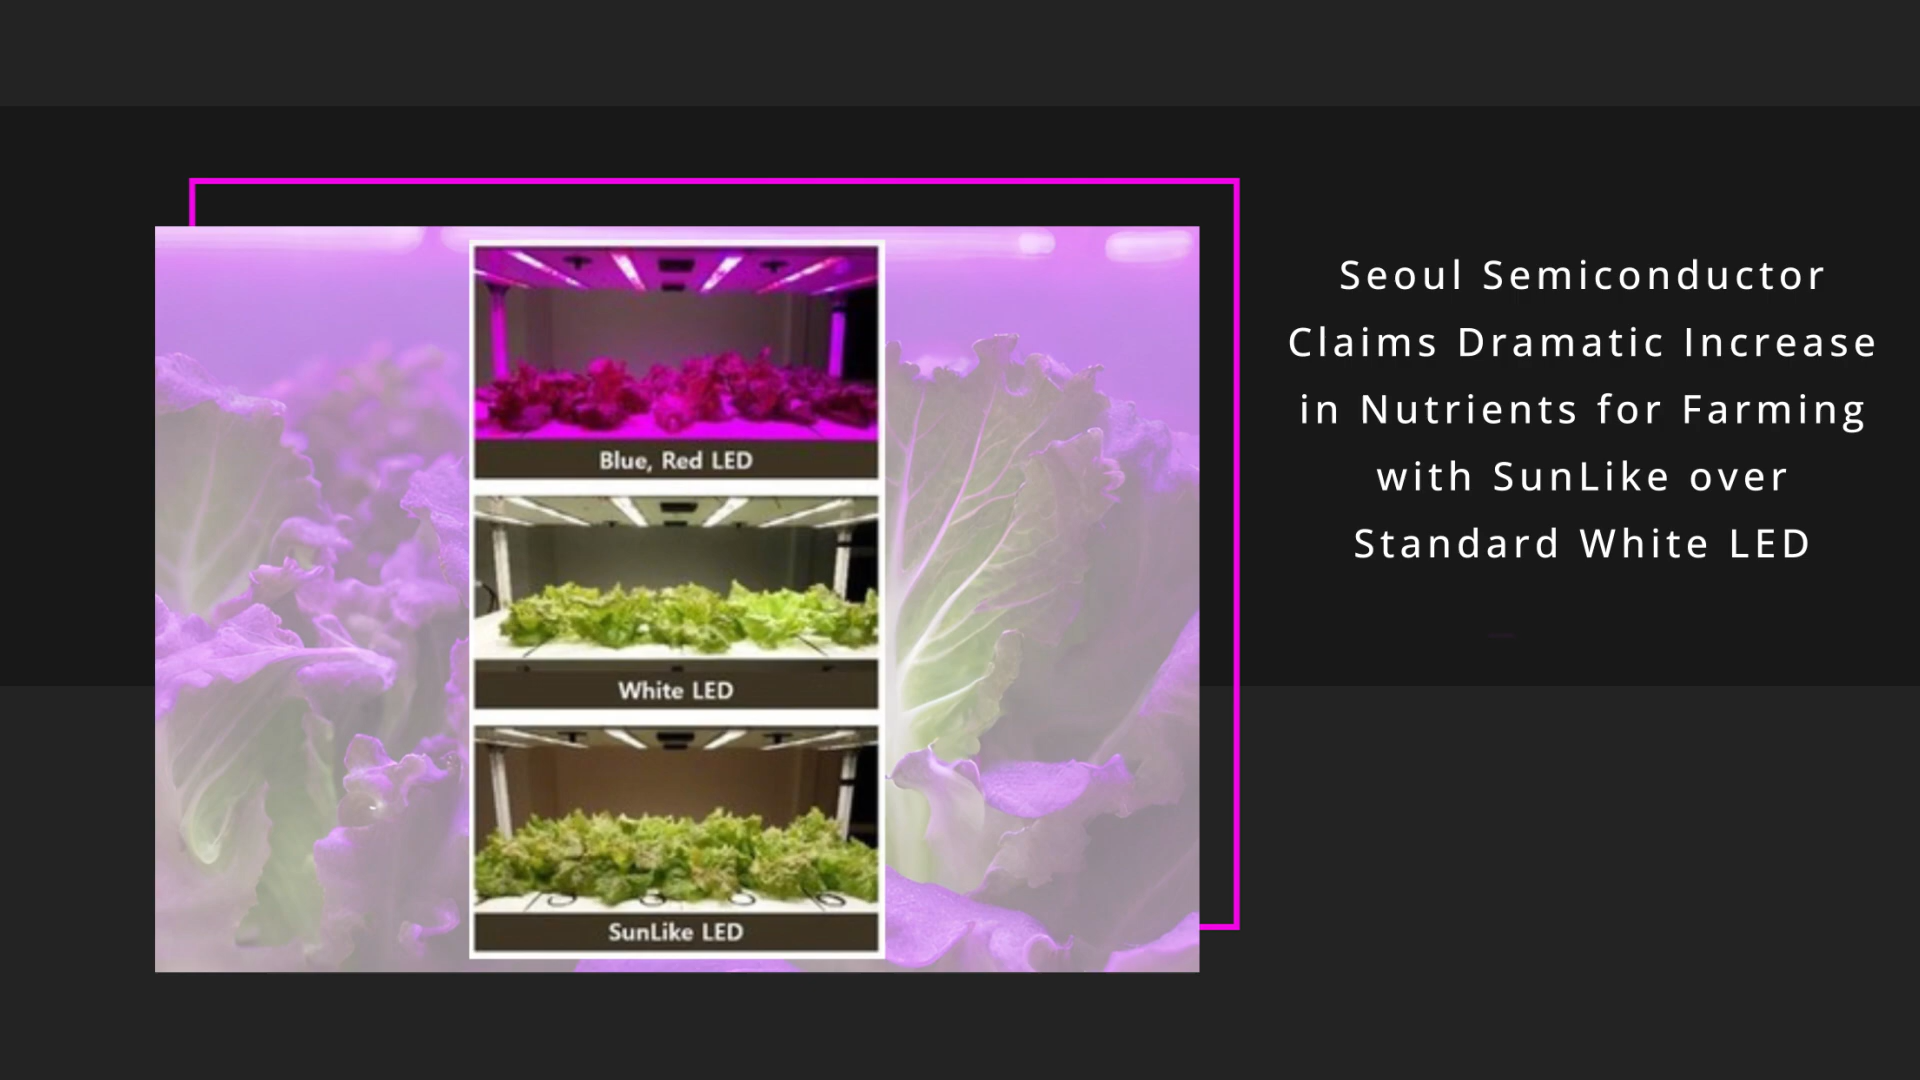 Blue, Red LED
White LED
SunLike LED
Seoul Semiconductor
Claims Dramatic Increase
in Nutrients for Farming
with SunLike over
Standard White LED